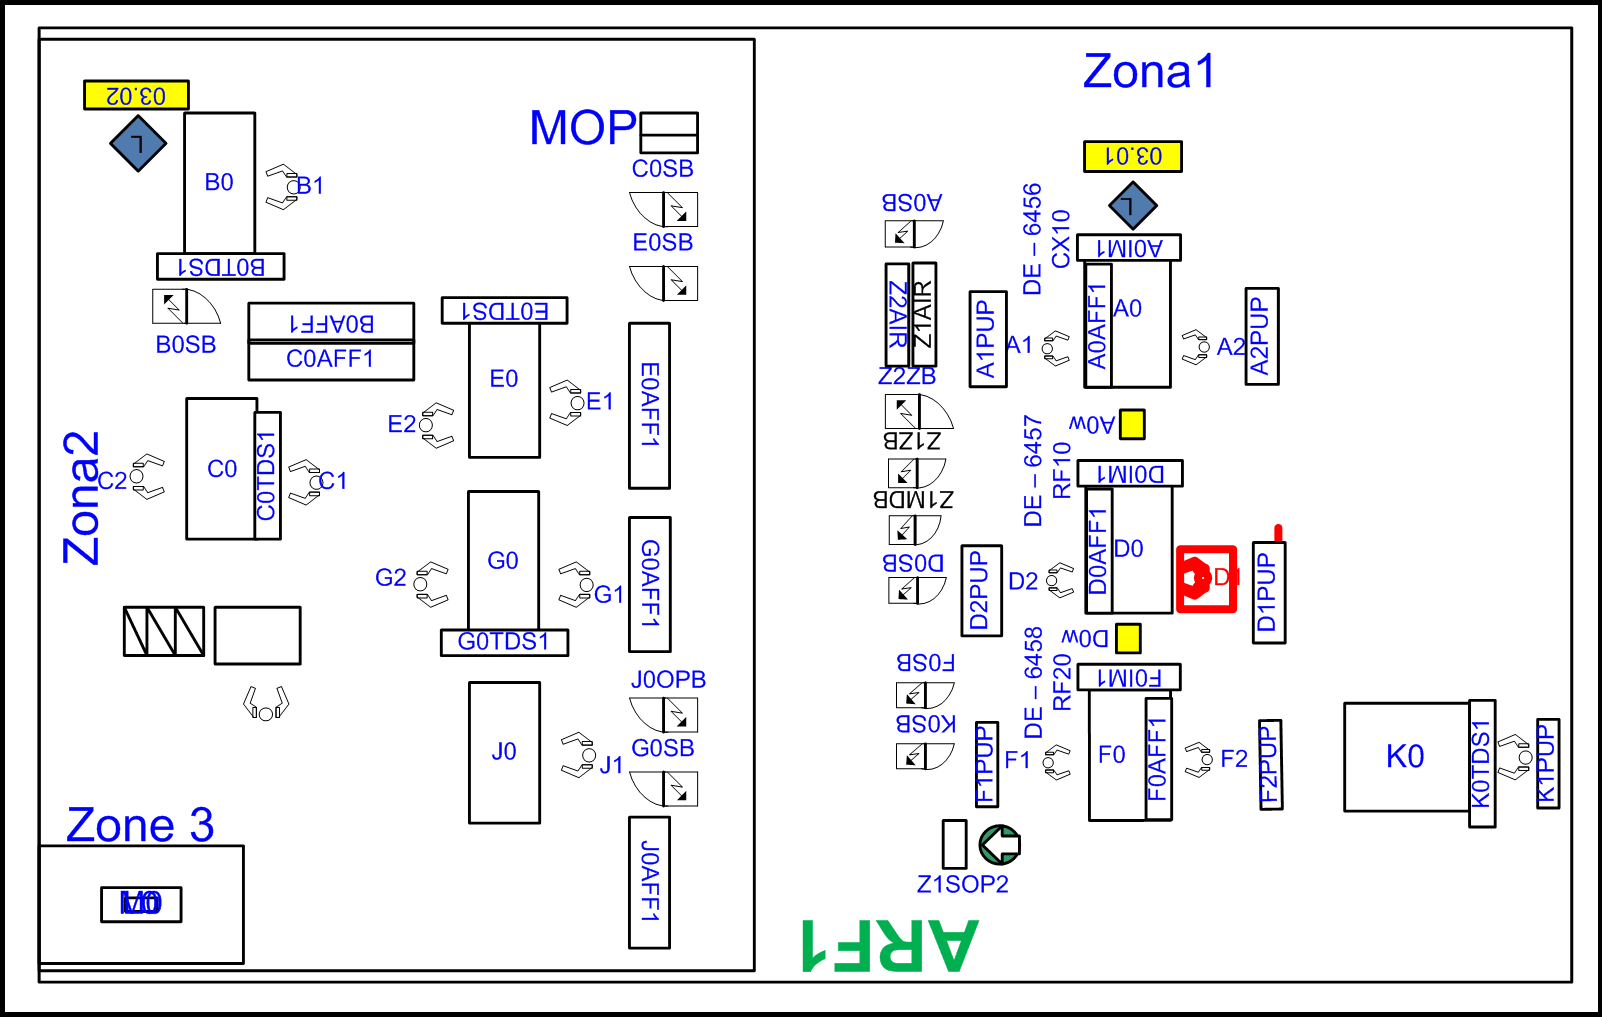 Zona1
03.02
L
B0
B1
B0TDS1
B0SB
B0AFF1
C0AFF1
MOP
C0SB
E0SB
E0TDS1
E0
E1
E2
E0AFF1
Zona2
C2
C0
C0TDS1
C1
G2
G0
G1
G0TDS1
G0AFF1
J0OPB
G0SB
J0
J1
J0AFF1
Zone 3
03.01
L
A0SB
DE – 6456
CX10
A0IM1
Z2AIR
Z1AIR
A1PUP
A1
A0AFF1
A0
A2
A2PUP
Z2ZB
Z1ZB
Z1MDB
D0SB
A0w
DE – 6457
RF10
D0IM1
D2PUP
D2
D0AFF1
D0
D1
D1PUP
D0w
F0SB
K0SB
DE – 6458
RF20
F0IM1
F1PUP
F1
F0
F0AFF1
F2
F2PUP
K0
K0TDS1
K1PUP
Z1SOP2
ARF1